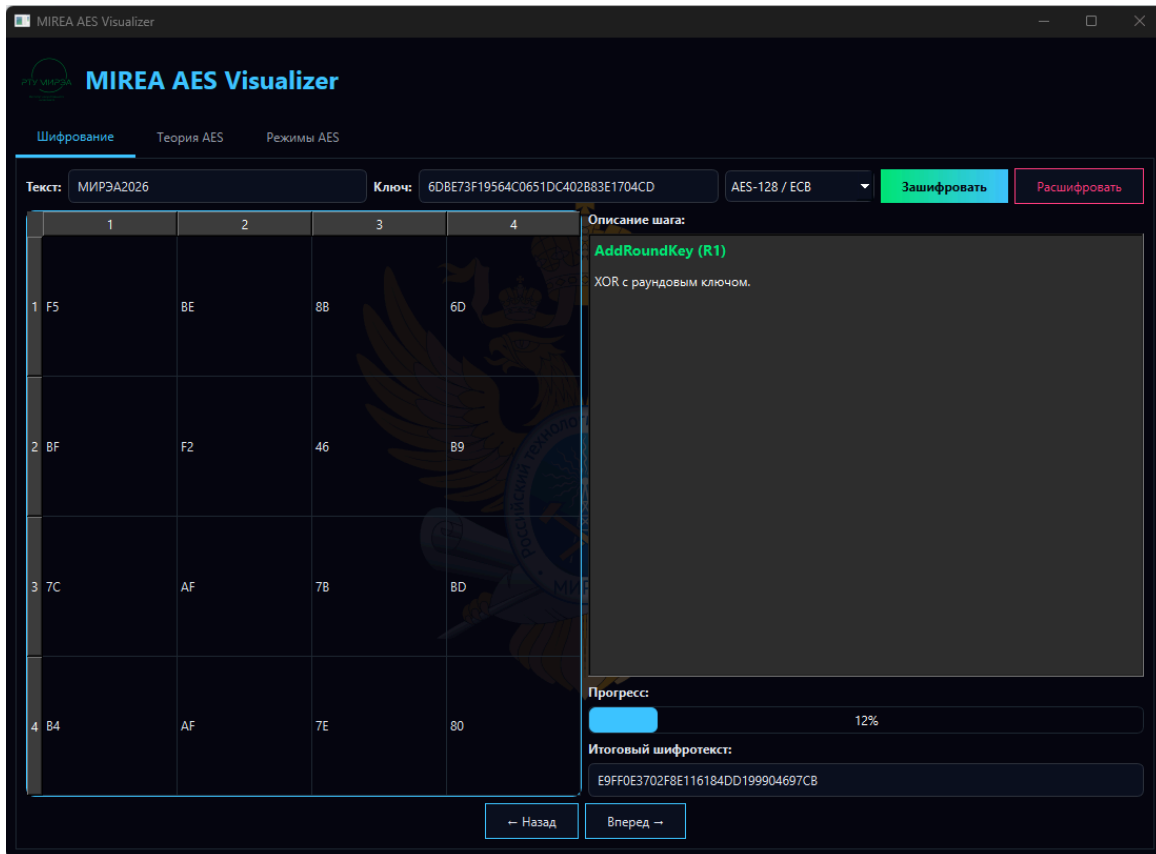 MIREA AES Visualizer
РТУ МИРЭА
MIREA AES Visualizer
Шифрование Теория AES Режимы AES
Текст: МИРЭА2026 Ключ: 6DBE73F19564C0651DC402B83E1704CD AES-128 / ECB Зашифровать Расшифровать
1 2 3 4
1 F5 BE 8B 6D
2 BF F2 46 B9
3 7C AF 7B BD
4 B4 AF 7E 80
Описание шага:
AddRoundKey (R1)
XOR с раундовым ключом.
Прогресс:
12%
Итоговый шифротекст:
E9FF0E3702F8E116184DD199904697CB
← Назад Вперед →